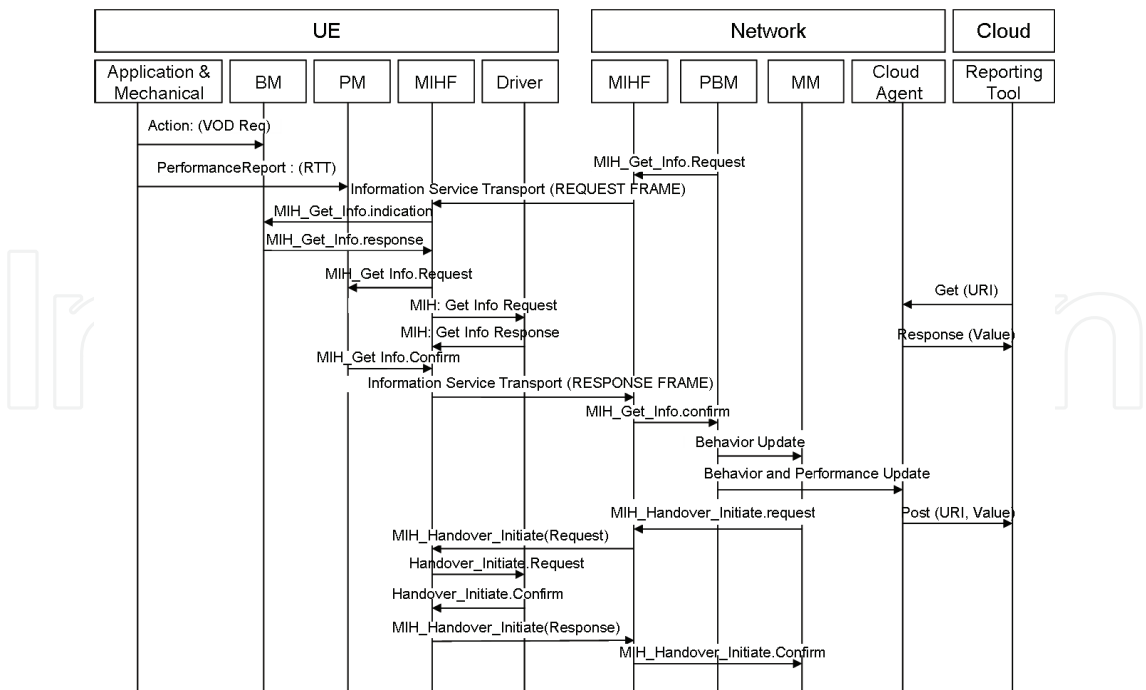 UE
Network
Cloud
Application &
Mechanical
BM
PM
MIHF
Driver
MIHF
PBM
MM
Cloud
Agent
Reporting
Tool
Action: (VOD Req)
MIH_Get_Info.Request
PerformanceReport : (RTT)
Information Service Transport (REQUEST FRAME)
MIH_Get_Info.indication
MIH_Get_Info.response
MIH_Get Info.Request
Get (URI)
MIH: Get Info Request
MIH: Get Info Response
Response (Value)
MIH_Get Info.Confirm
Information Service Transport (RESPONSE FRAME)
MIH_Get_Info.confirm
Behavior Update
Behavior and Performance Update
MIH_Handover_Initiate.request
Post (URI, Value)
MIH_Handover_Initiate(Request)
Handover_Initiate.Request
Handover_Initiate.Confirm
MIH_Handover_Initiate(Response)
MIH_Handover_Initiate.Confirm